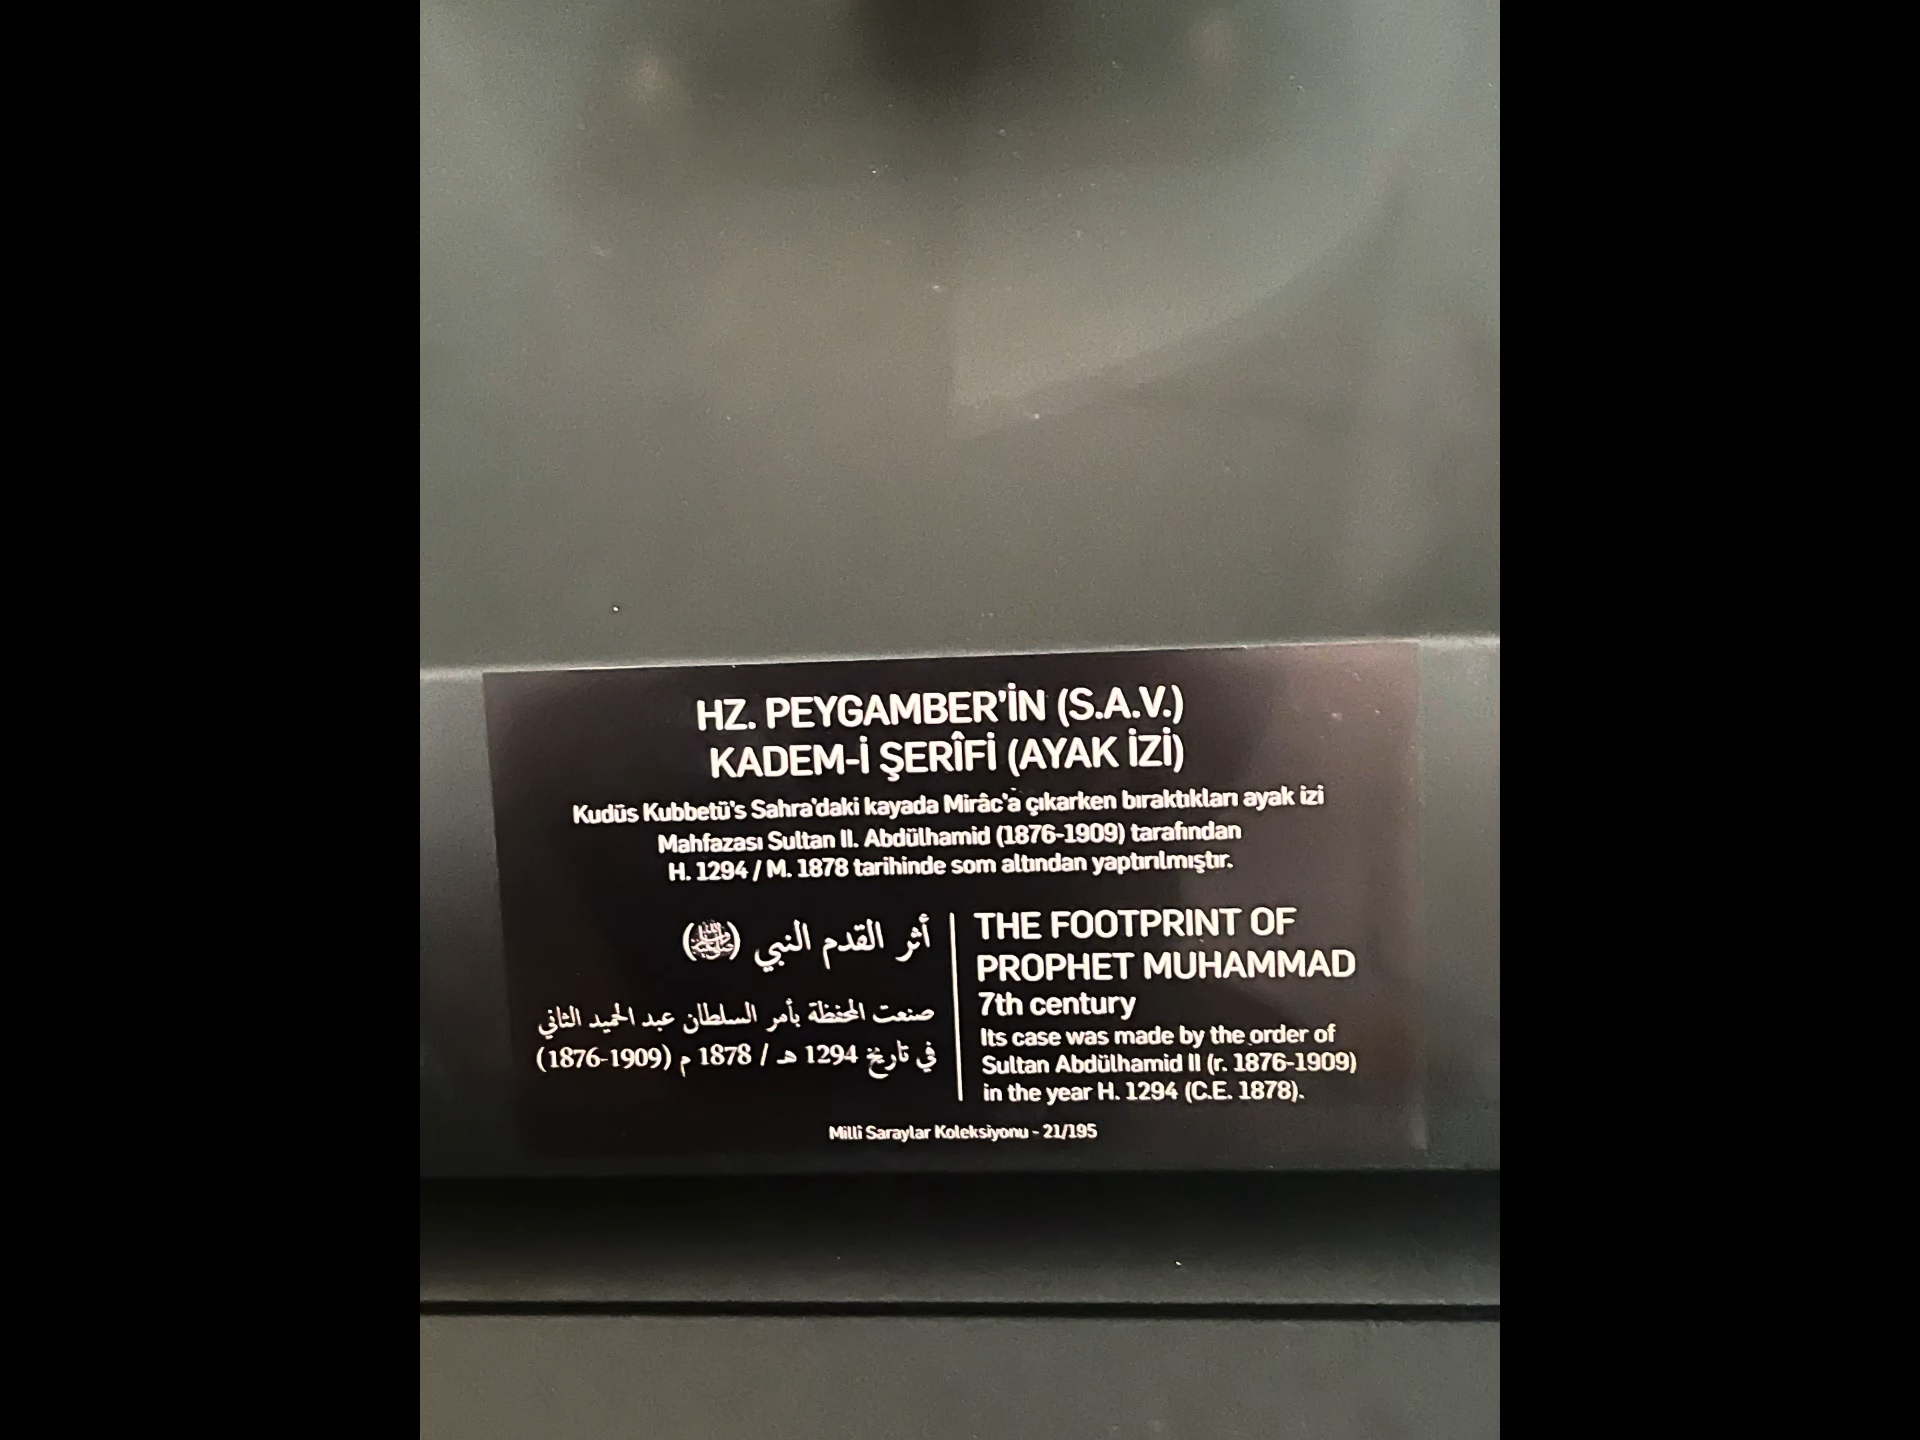 HZ. PEYGAMBER'İN (S.A.V.)
KADEM-İ ŞERÎFİ (AYAK İZİ)
Kudüs Kubbetü's Sahra'daki kayada Mirâc'a çıkarken bıraktıkları ayak izi
Mahfazası Sultan II. Abdülhamid (1876-1909) tarafından
H. 1294 / M. 1878 tarihinde som altından yaptırılmıştır.
أثر القدم النبي (ﷺ)
صنعت المحفظة بأمر السلطان عبد الحميد الثاني
في تاريخ 1294 هـ / 1878 م (1876-1909)
THE FOOTPRINT OF
PROPHET MUHAMMAD
7th century
Its case was made by the order of
Sultan Abdülhamid II (r. 1876-1909)
in the year H. 1294 (C.E. 1878).
Millî Saraylar Koleksiyonu - 21/195